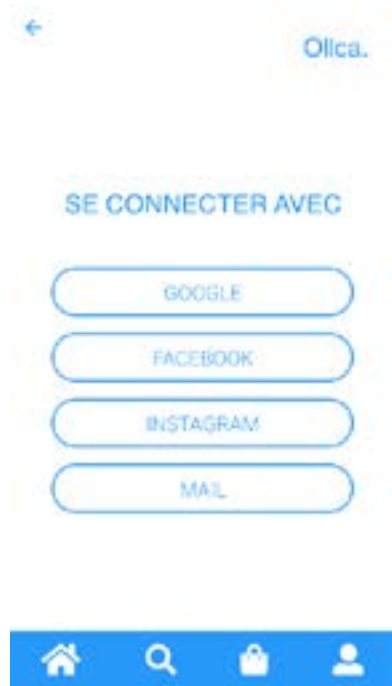 Olica.
SE CONNECTER AVEC
GOOGLE
FACEBOOK
INSTAGRAM
MAIL